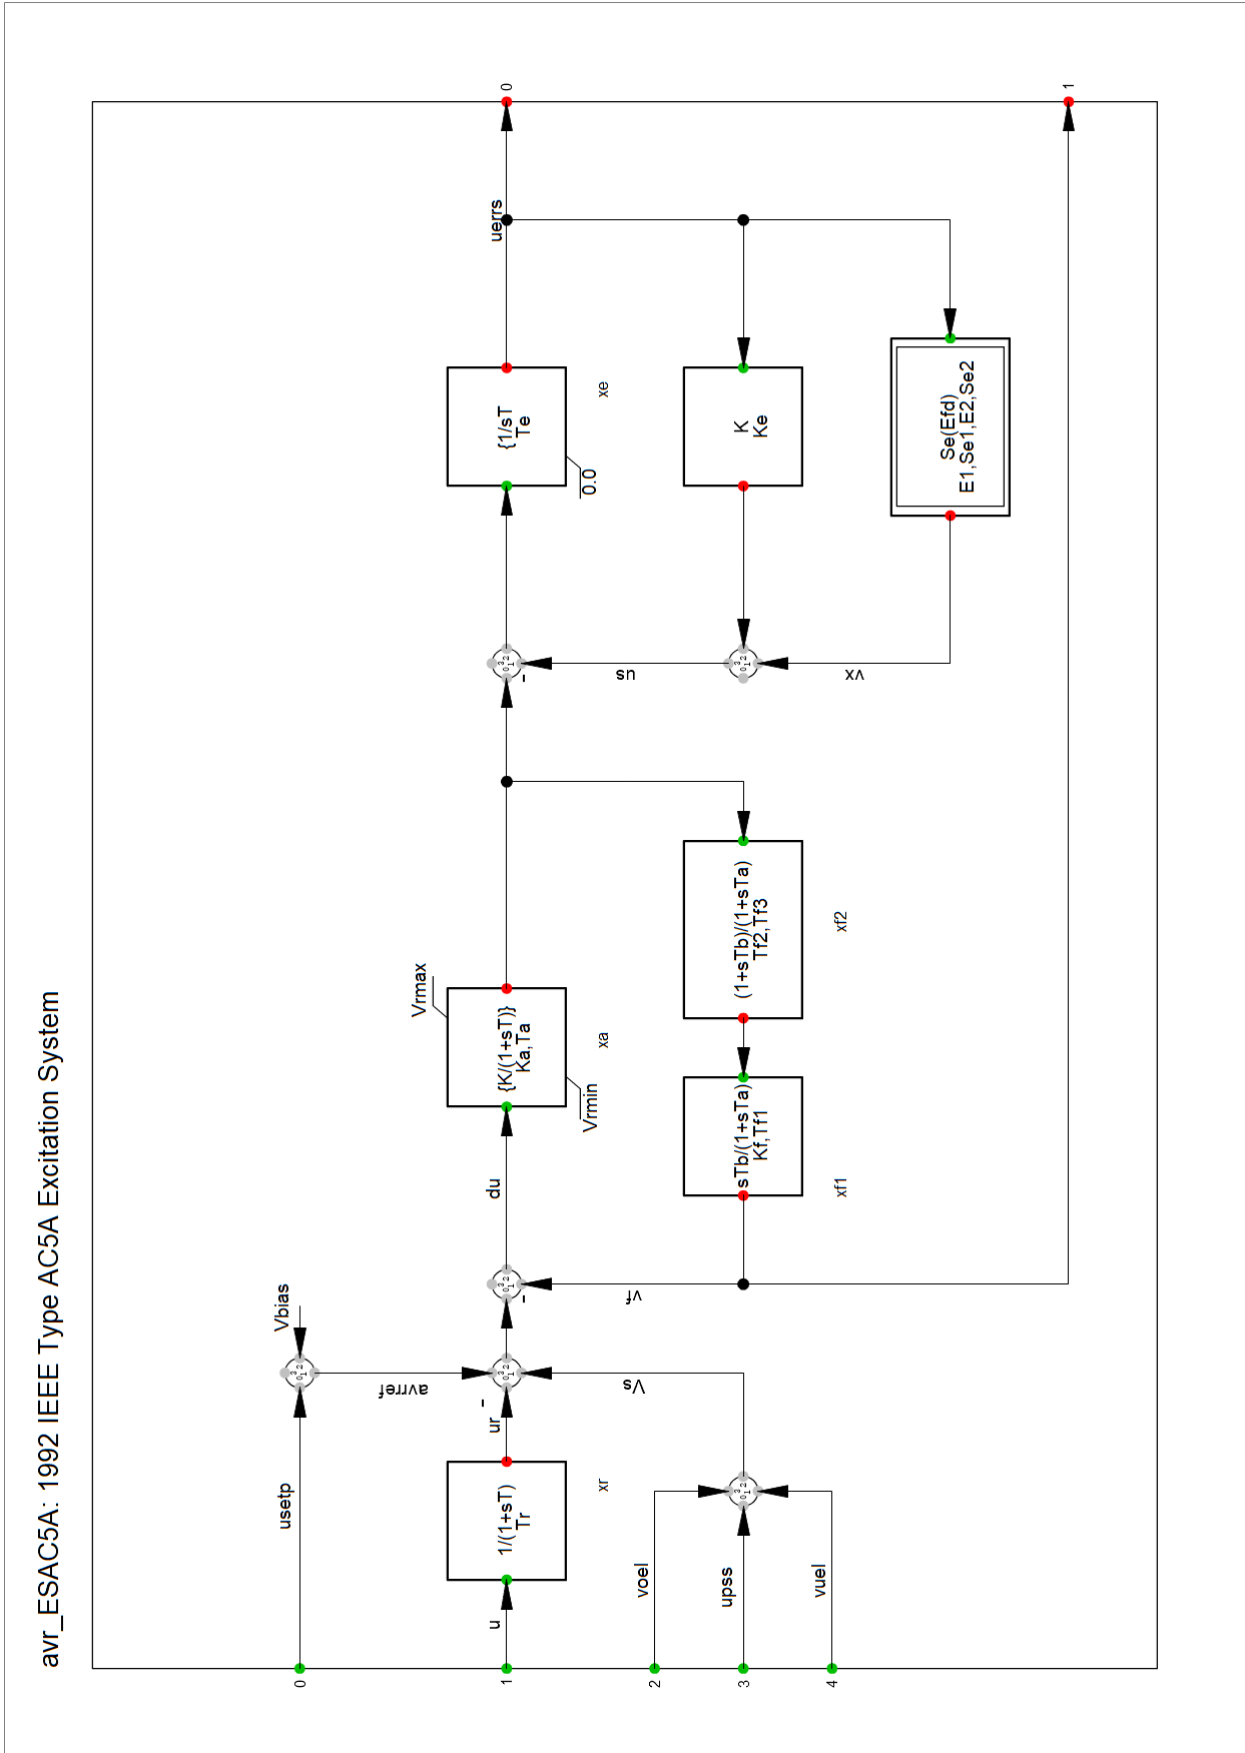 avr_ESAC5A: 1992 IEEE Type AC5A Excitation System
0
usetp
Vbias
avrref
1
u
1/(1+sT)
Tr
xr
ur
-
-
du
Vrmax
{K/(1+sT)}
Ka,Ta
Vrmin
xa
-
{1/sT
Te
0.0
xe
uerrs
0
2
voel
3
upss
4
vuel
Vs
vf
sTb/(1+sTa)
Kf,Tf1
xf1
(1+sTb)/(1+sTa)
Tf2,Tf3
xf2
us
vx
K
Ke
Se(Efd)
E1,Se1,E2,Se2
1